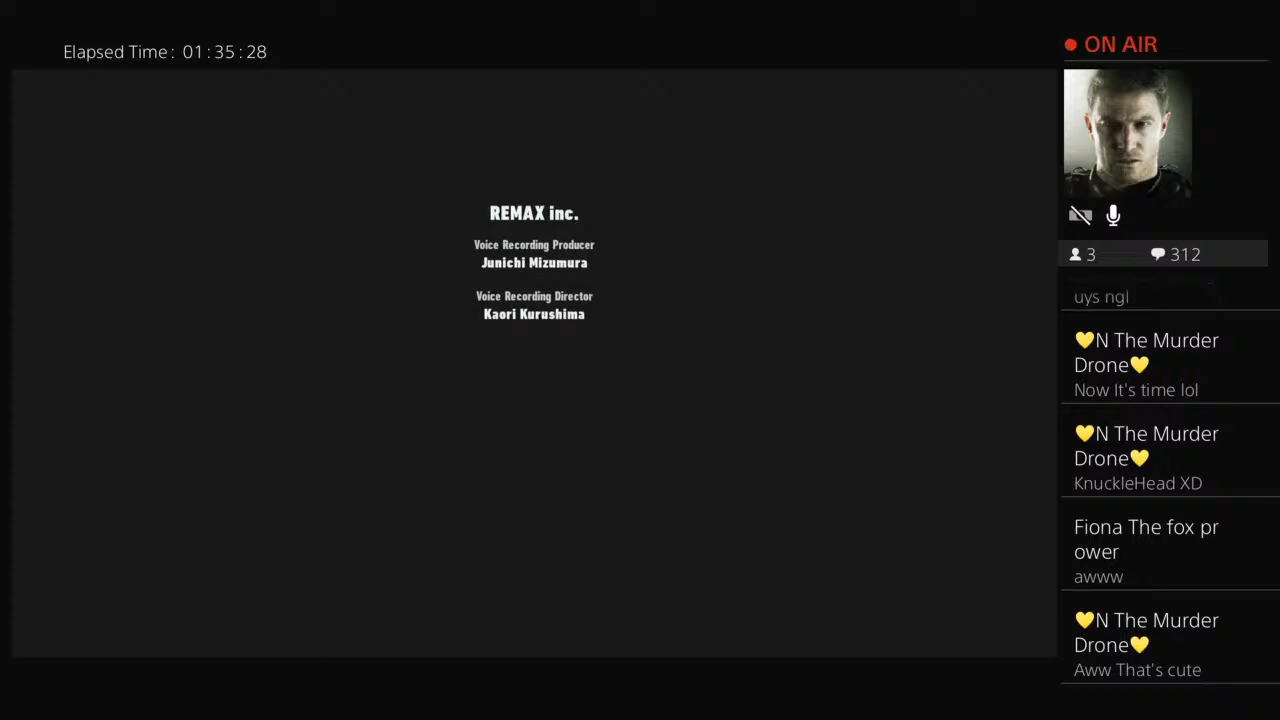 Elapsed Time: 01:35:28
ON AIR
REMAX inc.
Voice Recording Producer
Junichi Mizumura
Voice Recording Director
Kaori Kurushima
3
312
uys ngl
💛N The Murder
Drone💛
Now It's time lol
💛N The Murder
Drone💛
KnuckleHead XD
Fiona The fox pr
ower
awww
💛N The Murder
Drone💛
Aww That's cute